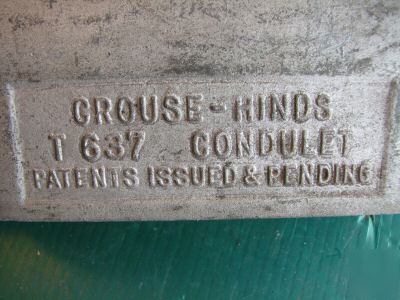 CROUSE-HINDS
T 637 CONDULET
PATENTS ISSUED & PENDING